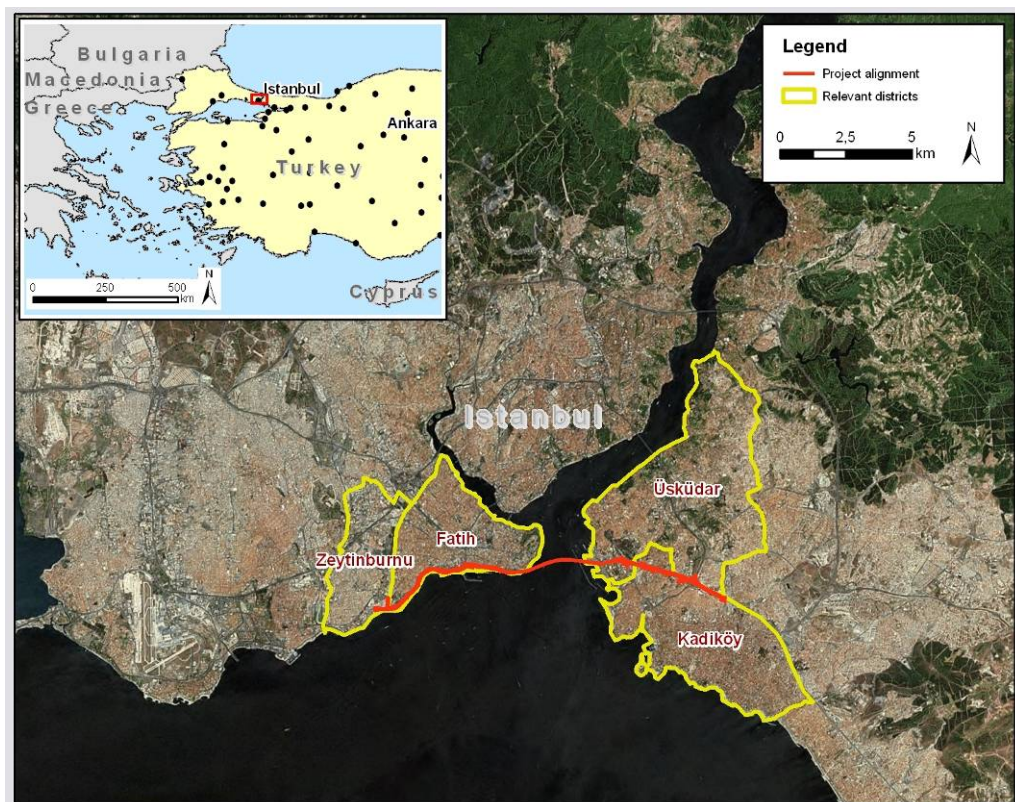 Bulgaria
Macedonia
Greece
Istanbul
Ankara
Turkey
Cyprus
N
0 250 500
km
Legend
Project alignment
Relevant districts
0 2,5 5
km
N
Istanbul
Üsküdar
Fatih
Zeytinburnu
Kadiköy